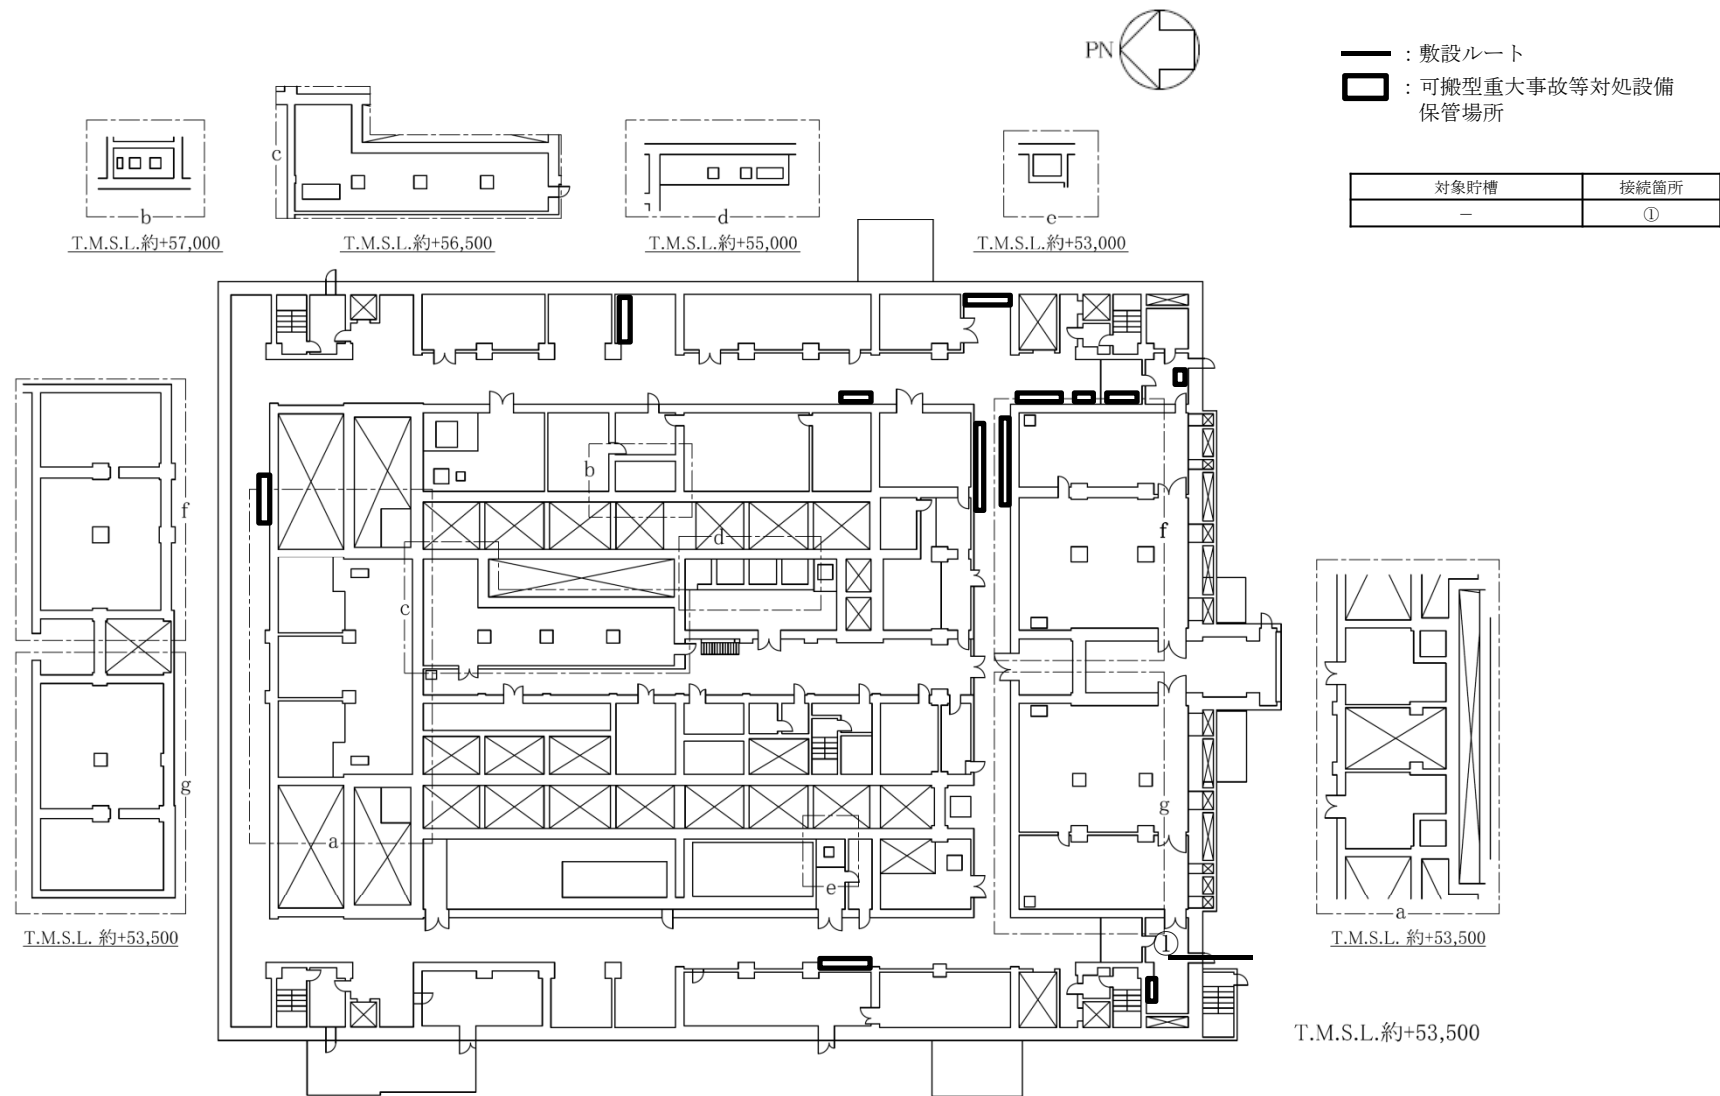 PN
：敷設ルート
：可搬型重大事故等対処設備
保管場所
対象貯槽 接続箇所
－ ①
c
b
d
e
T.M.S.L.約+57,000
T.M.S.L.約+56,500
T.M.S.L.約+55,000
T.M.S.L.約+53,000
b
f
f
d
c
g
g
a
e
a
①
T.M.S.L. 約+53,500
T.M.S.L. 約+53,500
T.M.S.L.約+53,500